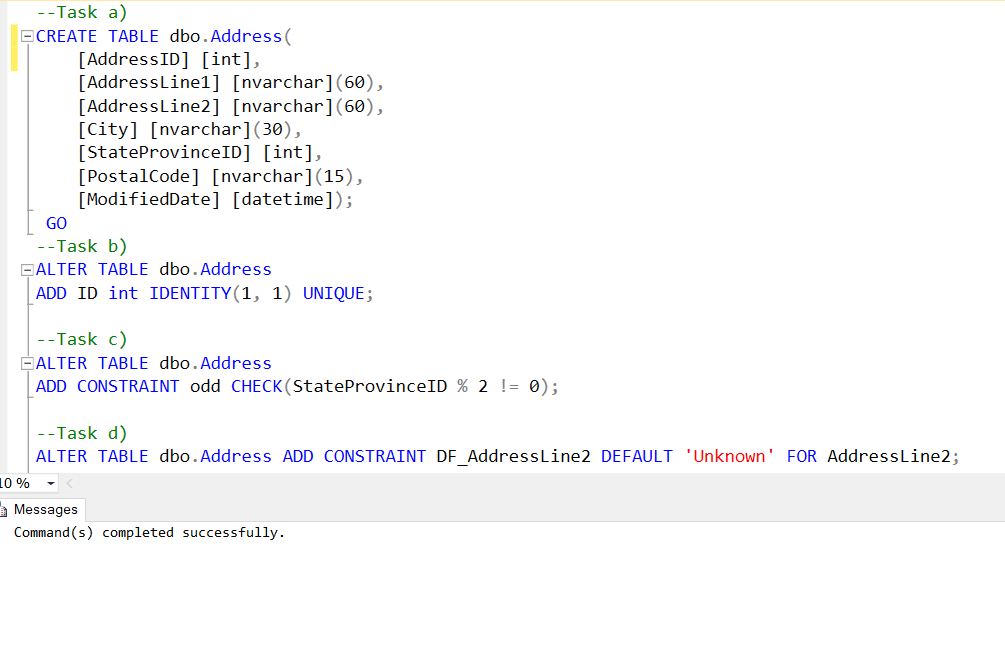 --Task a)
CREATE TABLE dbo.Address(
[AddressID] [int],
[AddressLine1] [nvarchar](60),
[AddressLine2] [nvarchar](60),
[City] [nvarchar](30),
[StateProvinceID] [int],
[PostalCode] [nvarchar](15),
[ModifiedDate] [datetime]);
GO
--Task b)
ALTER TABLE dbo.Address
ADD ID int IDENTITY(1, 1) UNIQUE;
--Task c)
ALTER TABLE dbo.Address
ADD CONSTRAINT odd CHECK(StateProvinceID % 2 != 0);
--Task d)
ALTER TABLE dbo.Address ADD CONSTRAINT DF_AddressLine2 DEFAULT 'Unknown' FOR AddressLine2;
10 %
Messages
Command(s) completed successfully.